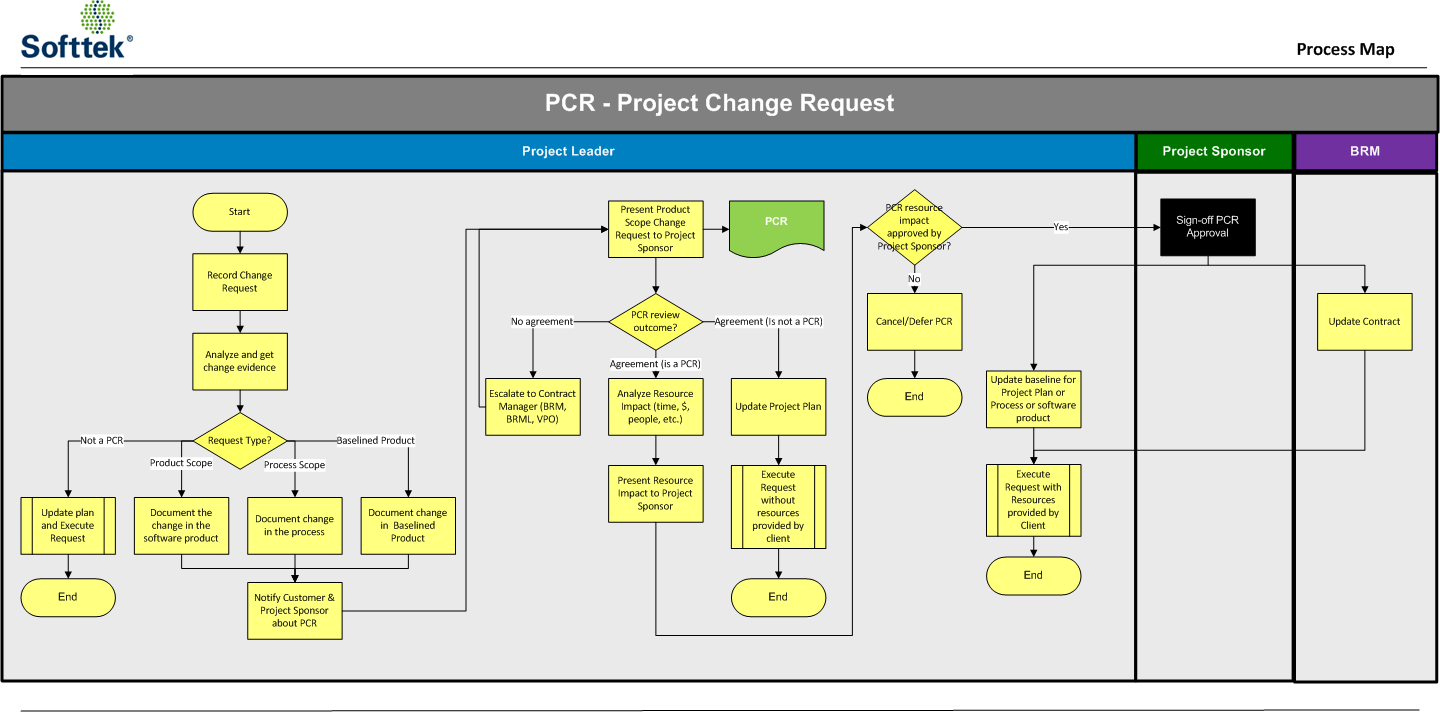 Softtek®
Process Map
PCR - Project Change Request
Project Leader
Project Sponsor
BRM
Start
Record Change
Request
Analyze and get
change evidence
Request Type?
Not a PCR
Product Scope
Process Scope
Baselined Product
Update plan
and Execute
Request
Document the
change in the
software product
Document change
in the process
Document change
in Baselined
Product
End
Notify Customer &
Project Sponsor
about PCR
Present Product
Scope Change
Request to Project
Sponsor
PCR
PCR review
outcome?
No agreement
Agreement (is a PCR)
Agreement (Is not a PCR)
Escalate to Contract
Manager (BRM,
BRML, VPO)
Analyze Resource
Impact (time, $,
people, etc.)
Update Project Plan
Present Resource
Impact to Project
Sponsor
Execute
Request
without
resources
provided by
client
End
PCR resource
impact
approved by
Project Sponsor?
Yes
No
Cancel/Defer PCR
End
Sign-off PCR
Approval
Update Contract
Update baseline for
Project Plan or
Process or software
product
Execute
Request with
Resources
provided by
Client
End